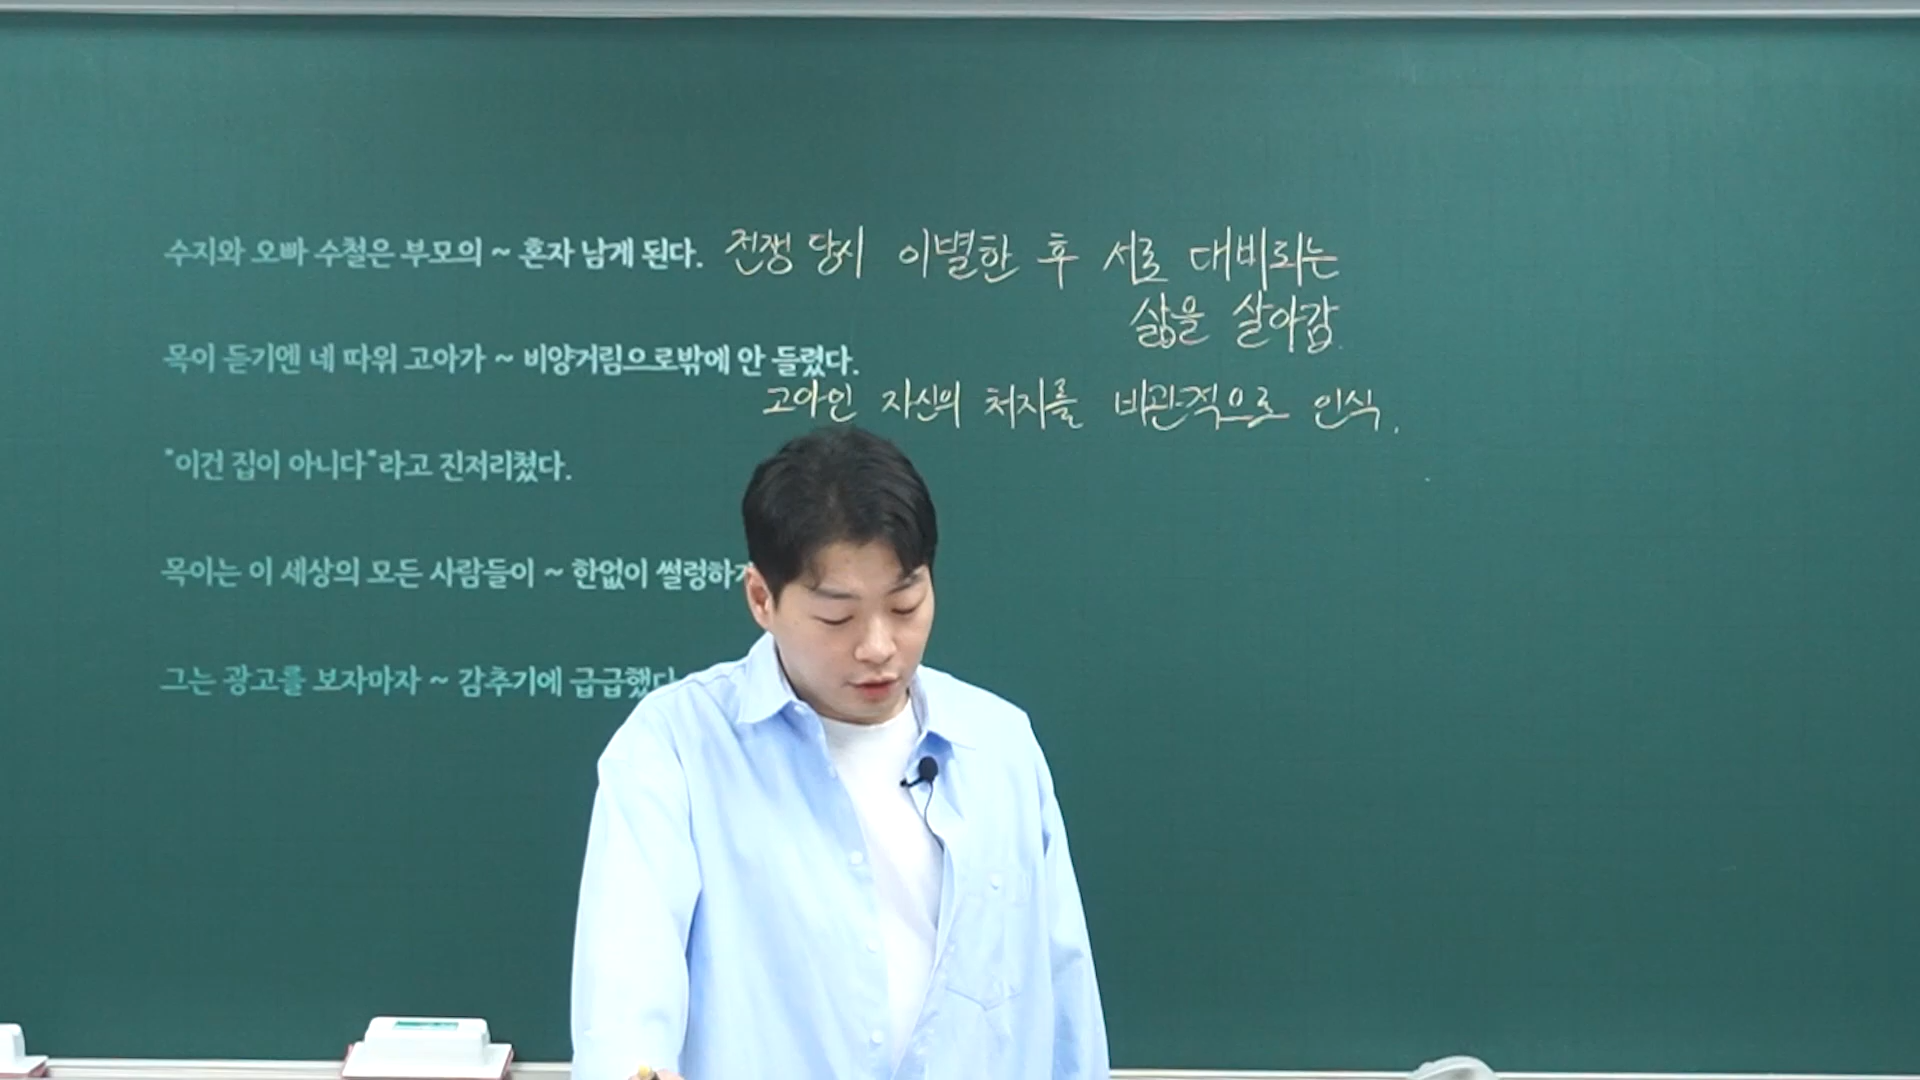 수지와 오빠 수철은 부모의 ~ 혼자 남게 된다. 전쟁 당시 이별한 후 서로 대비되는
삶을 살아감.
목이 듣기엔 네 따위 고아가 ~ 비양거림으로밖에 안 들렸다.
고아인 자신의 처지를 비관적으로 인식.
"이건 집이 아니다"라고 진저리쳤다.
목이는 이 세상의 모든 사람들이 ~ 한없이 썰렁하게
그는 광고를 보자마자 ~ 감추기에 급급했다